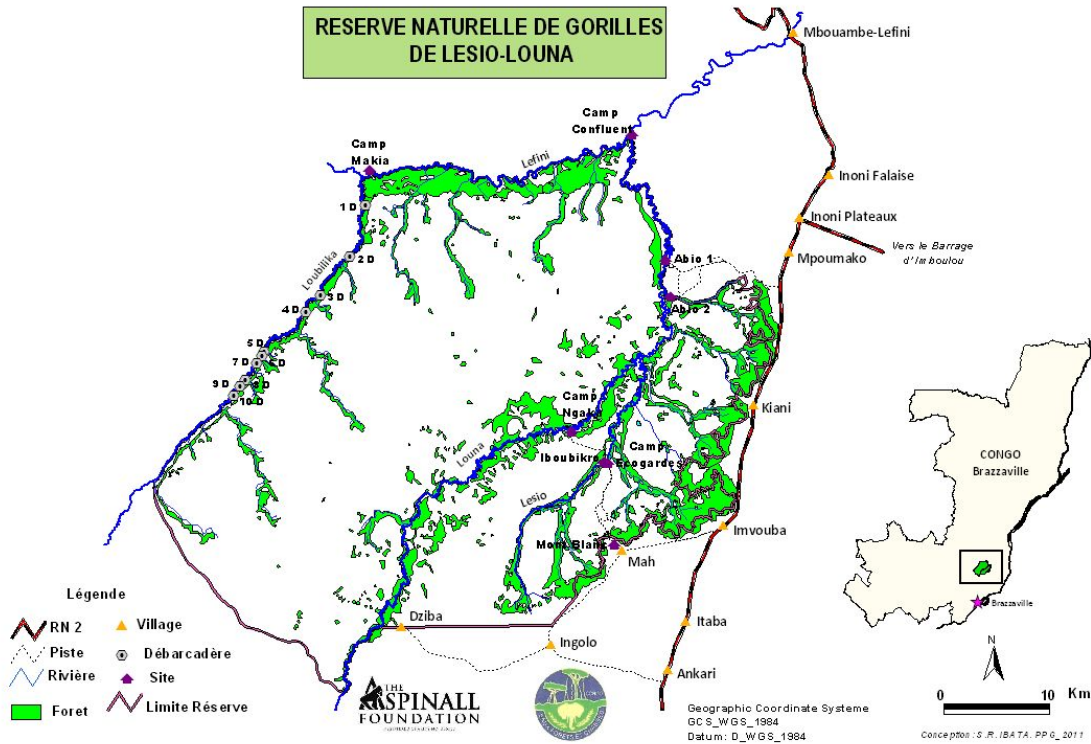 RESERVE NATURELLE DE GORILLES
DE LESIO-LOUNA
Mbouambe-Lefini
Camp
Confluent
Camp
Makia
Lefini
Inoni Falaise
1 D
Inoni Plateaux
Vers le Barrage
d'Imboulou
Loubilika
2 D
Abio 1
Mpoumako
3 D
Abio 2
4 D
5 D
7 D
6 D
9 D
8 D
10 D
Camp
Ngaka
Kiani
Louna
Iboubikro
Camp
Ecogardes
CONGO
Brazzaville
Lesio
Imvouba
Mont Blanc
Mah
Légende
RN 2
Village
Piste
Débarcadère
Rivière
Site
Foret
Limite Réserve
Dziba
Ingolo
Itaba
Ankari
Brazzaville
N
THE
ASPINALL
FOUNDATION
Geographic Coordinate Systeme
GCS_WGS_1984
Datum: D_WGS_1984
0 10 Km
Conception: S.R.IBATA. PPG_2011